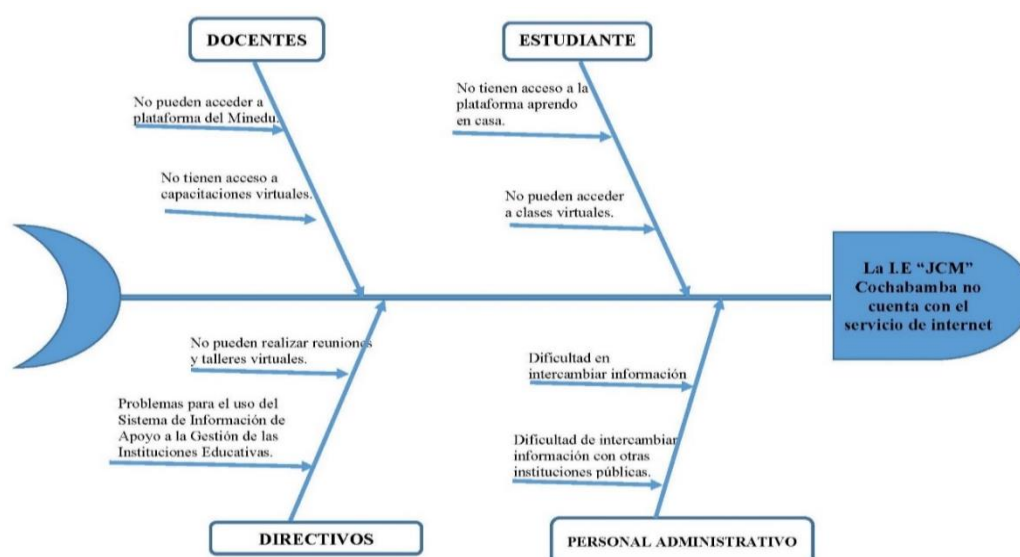 DOCENTES
ESTUDIANTE
No pueden acceder a
plataforma del Minedu.
No tienen acceso a
capacitaciones virtuales.
No tienen acceso a la
plataforma aprendo
en casa.
No pueden acceder
a clases virtuales.
La I.E “JCM”
Cochabamba no
cuenta con el
servicio de internet
No pueden realizar reuniones
y talleres virtuales.
Problemas para el uso del
Sistema de Información de
Apoyo a la Gestión de las
Instituciones Educativas.
Dificultad en
intercambiar información
Dificultad de intercambiar
información con otras
instituciones públicas.
DIRECTIVOS
PERSONAL ADMINISTRATIVO